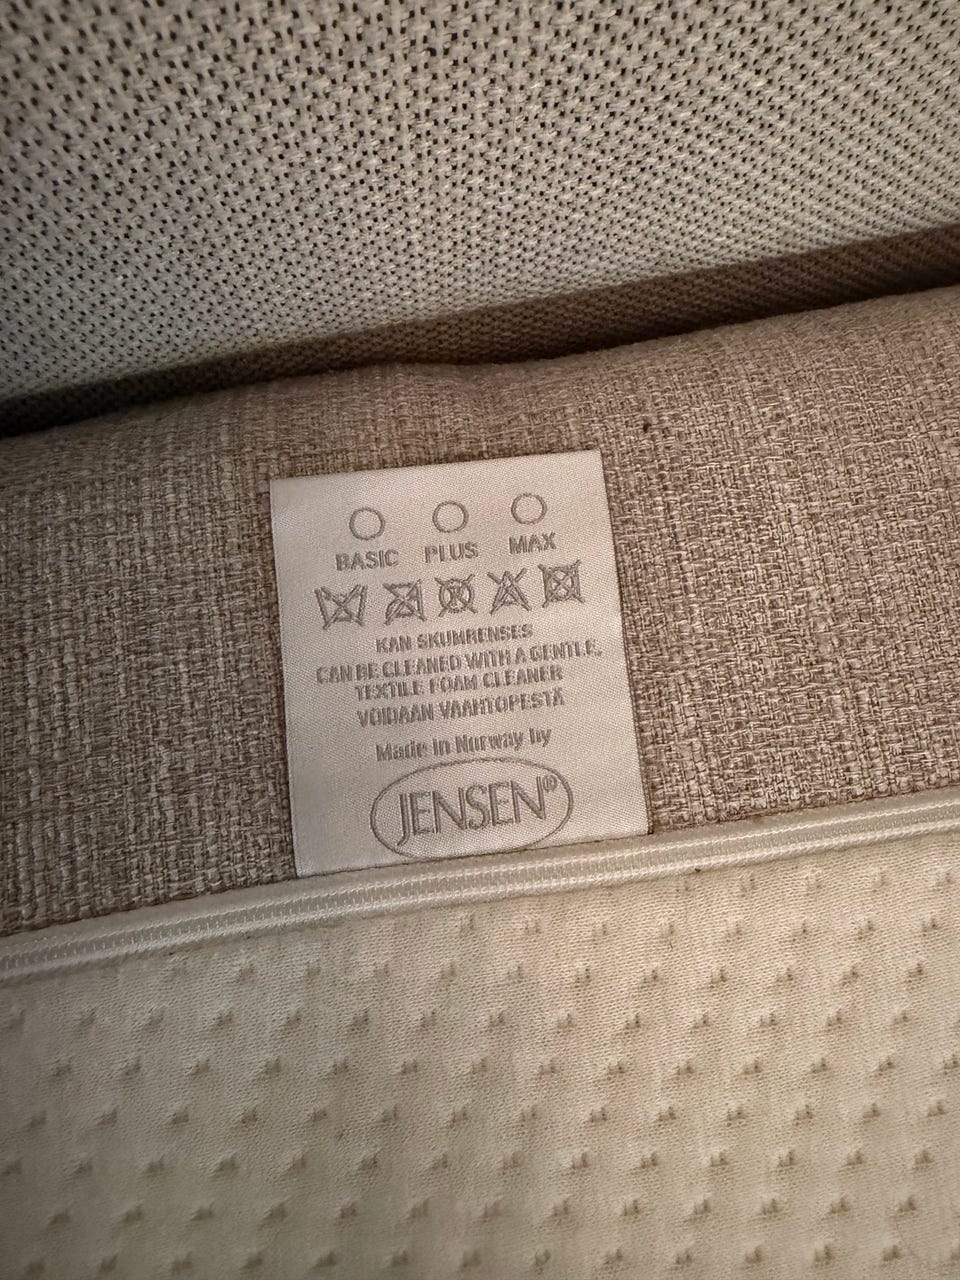 BASIC PLUS MAX
KAN SKUMRENSES
CAN BE CLEANED WITH A GENTLE,
TEXTILE FOAM CLEANER
VOIDAAN VAAHTOPESTÄ
Made in Norway by
JENSEN®